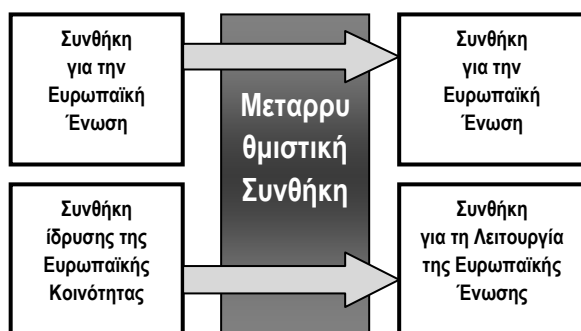 Συνθήκη
για την
Ευρωπαϊκή
Ένωση
Μεταρρυ
θμιστική
Συνθήκη
Συνθήκη
για την
Ευρωπαϊκή
Ένωση
Συνθήκη
ίδρυσης της
Ευρωπαϊκής
Κοινότητας
Συνθήκη
για τη Λειτουργία
της Ευρωπαϊκής
Ένωσης